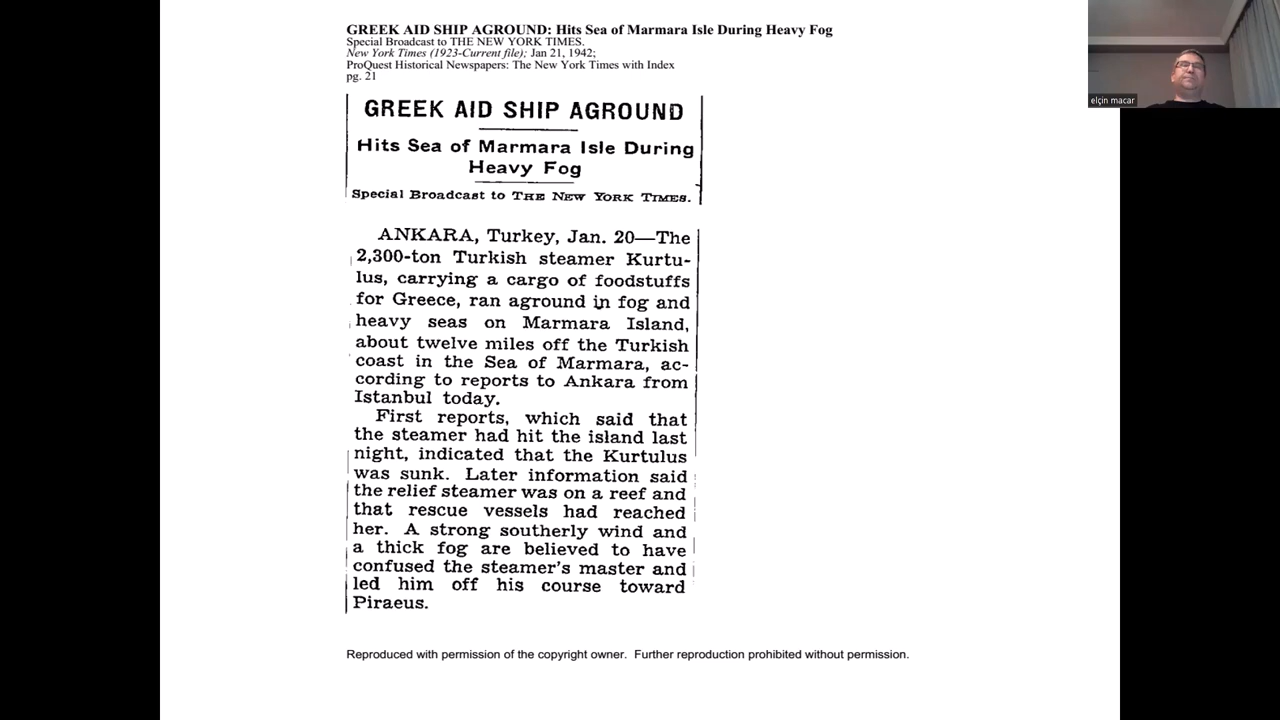 GREEK AID SHIP AGROUND: Hits Sea of Marmara Isle During Heavy Fog
Special Broadcast to THE NEW YORK TIMES.
New York Times (1923-Current file); Jan 21, 1942;
ProQuest Historical Newspapers: The New York Times with Index
pg. 21
GREEK AID SHIP AGROUND
Hits Sea of Marmara Isle During
Heavy Fog
Special Broadcast to THE NEW YORK TIMES.
ANKARA, Turkey, Jan. 20—The
2,300-ton Turkish steamer Kurtu-
lus, carrying a cargo of foodstuffs
for Greece, ran aground in fog and
heavy seas on Marmara Island,
about twelve miles off the Turkish
coast in the Sea of Marmara, ac-
cording to reports to Ankara from
Istanbul today.
First reports, which said that
the steamer had hit the island last
night, indicated that the Kurtulus
was sunk. Later information said
the relief steamer was on a reef and
that rescue vessels had reached
her. A strong southerly wind and
a thick fog are believed to have
confused the steamer's master and
led him off his course toward
Piraeus.
Reproduced with permission of the copyright owner. Further reproduction prohibited without permission.
elçin macar